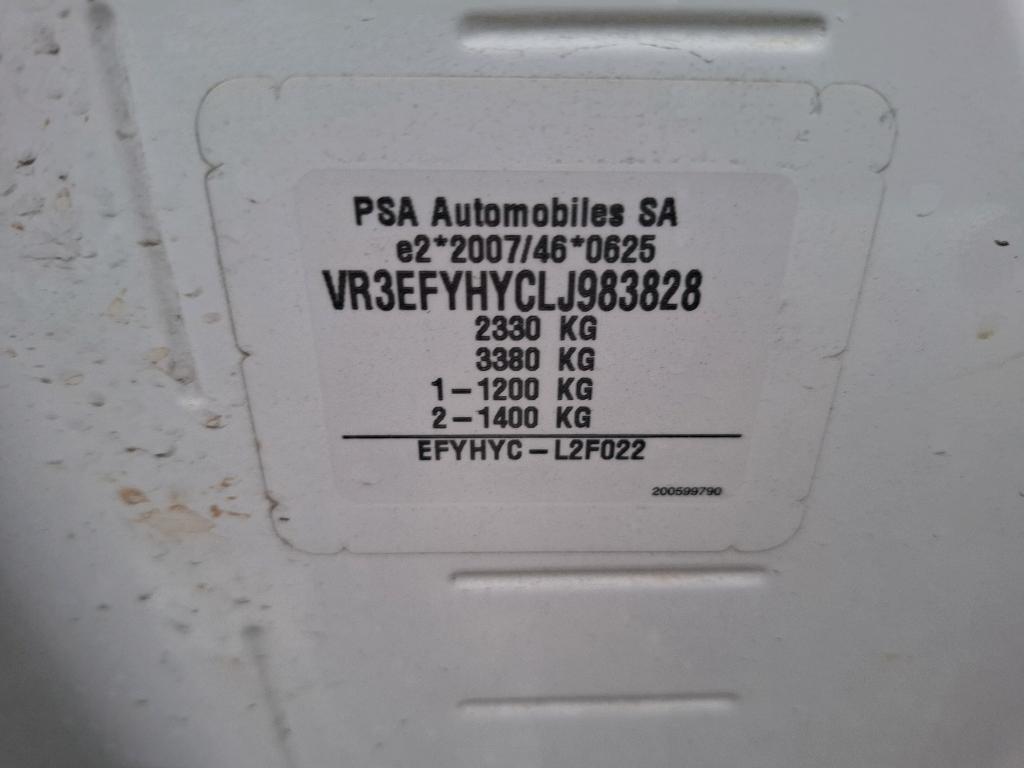 PSA Automobiles SA
e2*2007/46*0625
VR3EFYHYCLJ983828
2330 KG
3380 KG
1-1200 KG
2-1400 KG
EFYHYC-L2F022
200599790